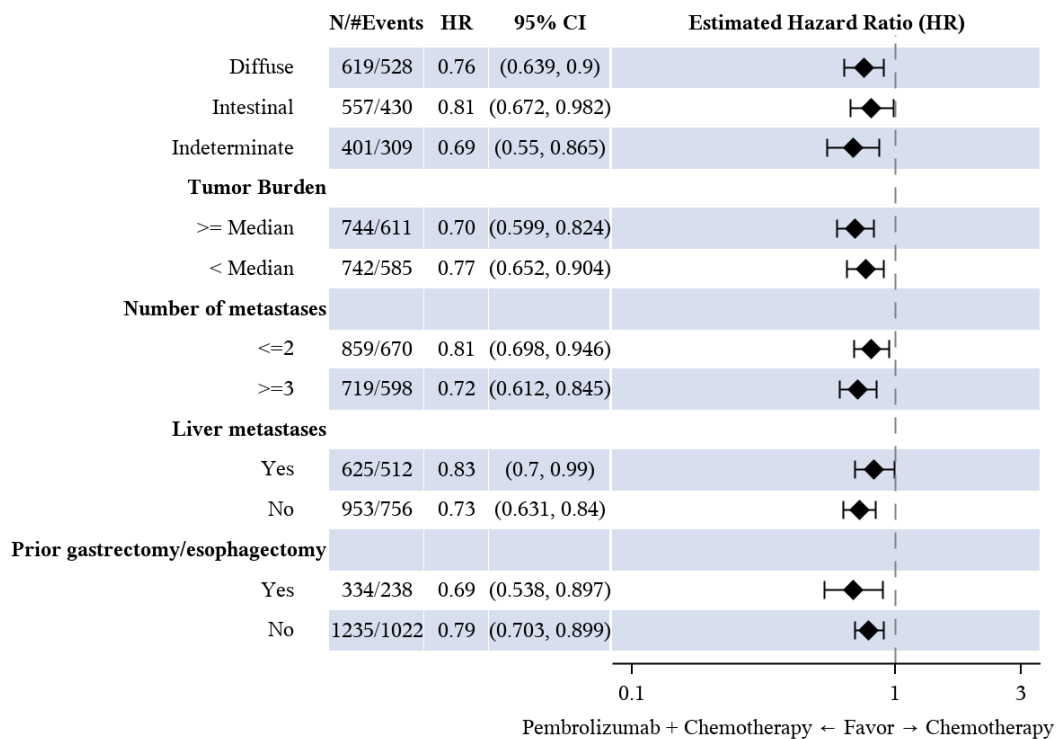 N/#Events HR 95% CI Estimated Hazard Ratio (HR)
Diffuse 619/528 0.76 (0.639, 0.9)
Intestinal 557/430 0.81 (0.672, 0.982)
Indeterminate 401/309 0.69 (0.55, 0.865)
Tumor Burden
>= Median 744/611 0.70 (0.599, 0.824)
< Median 742/585 0.77 (0.652, 0.904)
Number of metastases
<=2 859/670 0.81 (0.698, 0.946)
>=3 719/598 0.72 (0.612, 0.845)
Liver metastases
Yes 625/512 0.83 (0.7, 0.99)
No 953/756 0.73 (0.631, 0.84)
Prior gastrectomy/esophagectomy
Yes 334/238 0.69 (0.538, 0.897)
No 1235/1022 0.79 (0.703, 0.899)
0.1 1 3
Pembrolizumab + Chemotherapy ← Favor → Chemotherapy